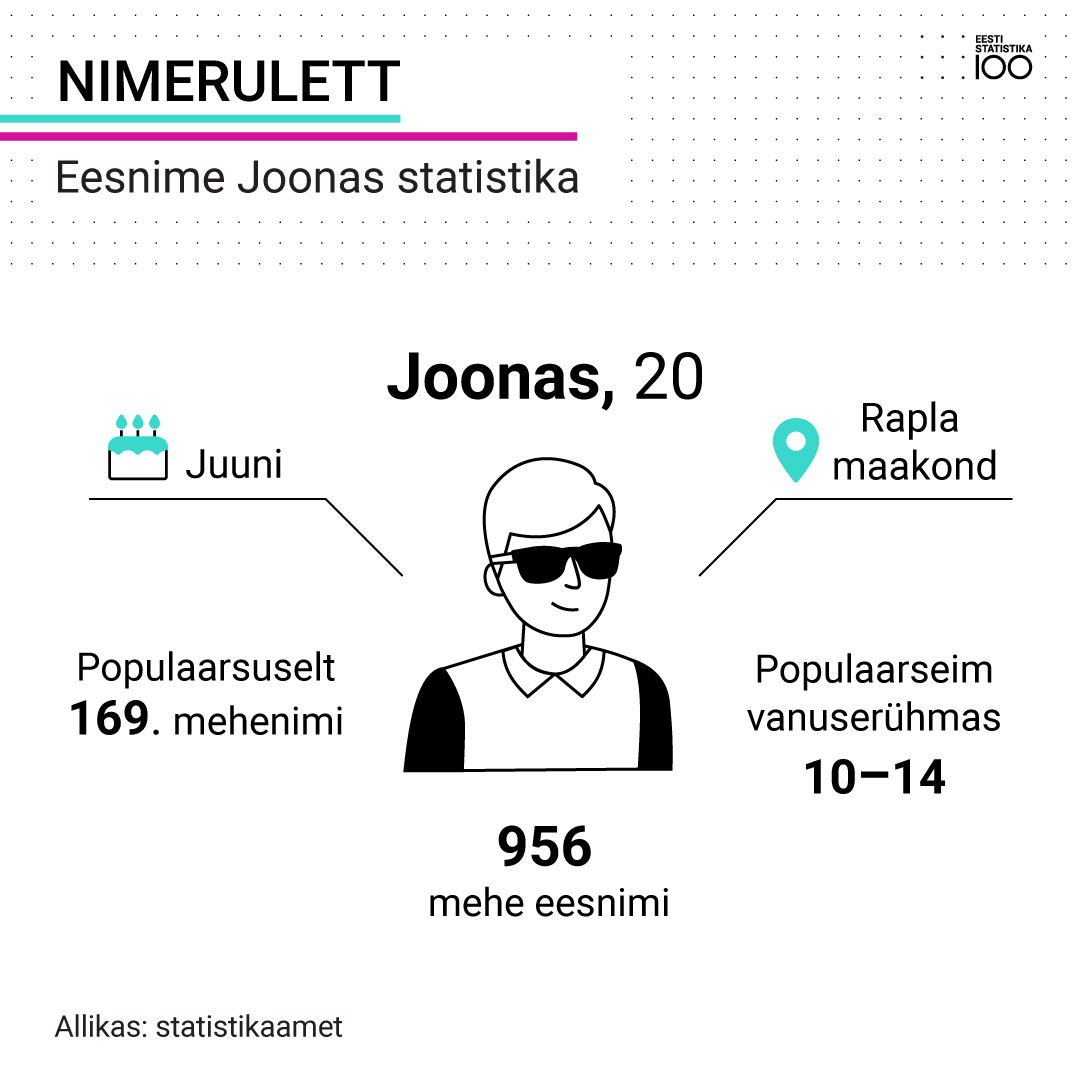 NIMERULETT
EESTI
STATISTIKA
100
Eesnime Joonas statistika
Joonas, 20
Juuni
Rapla
maakond
Populaarsuselt
169. mehenimi
Populaarseim
vanuserühmas
10–14
956
mehe eesnimi
Allikas: statistikaamet